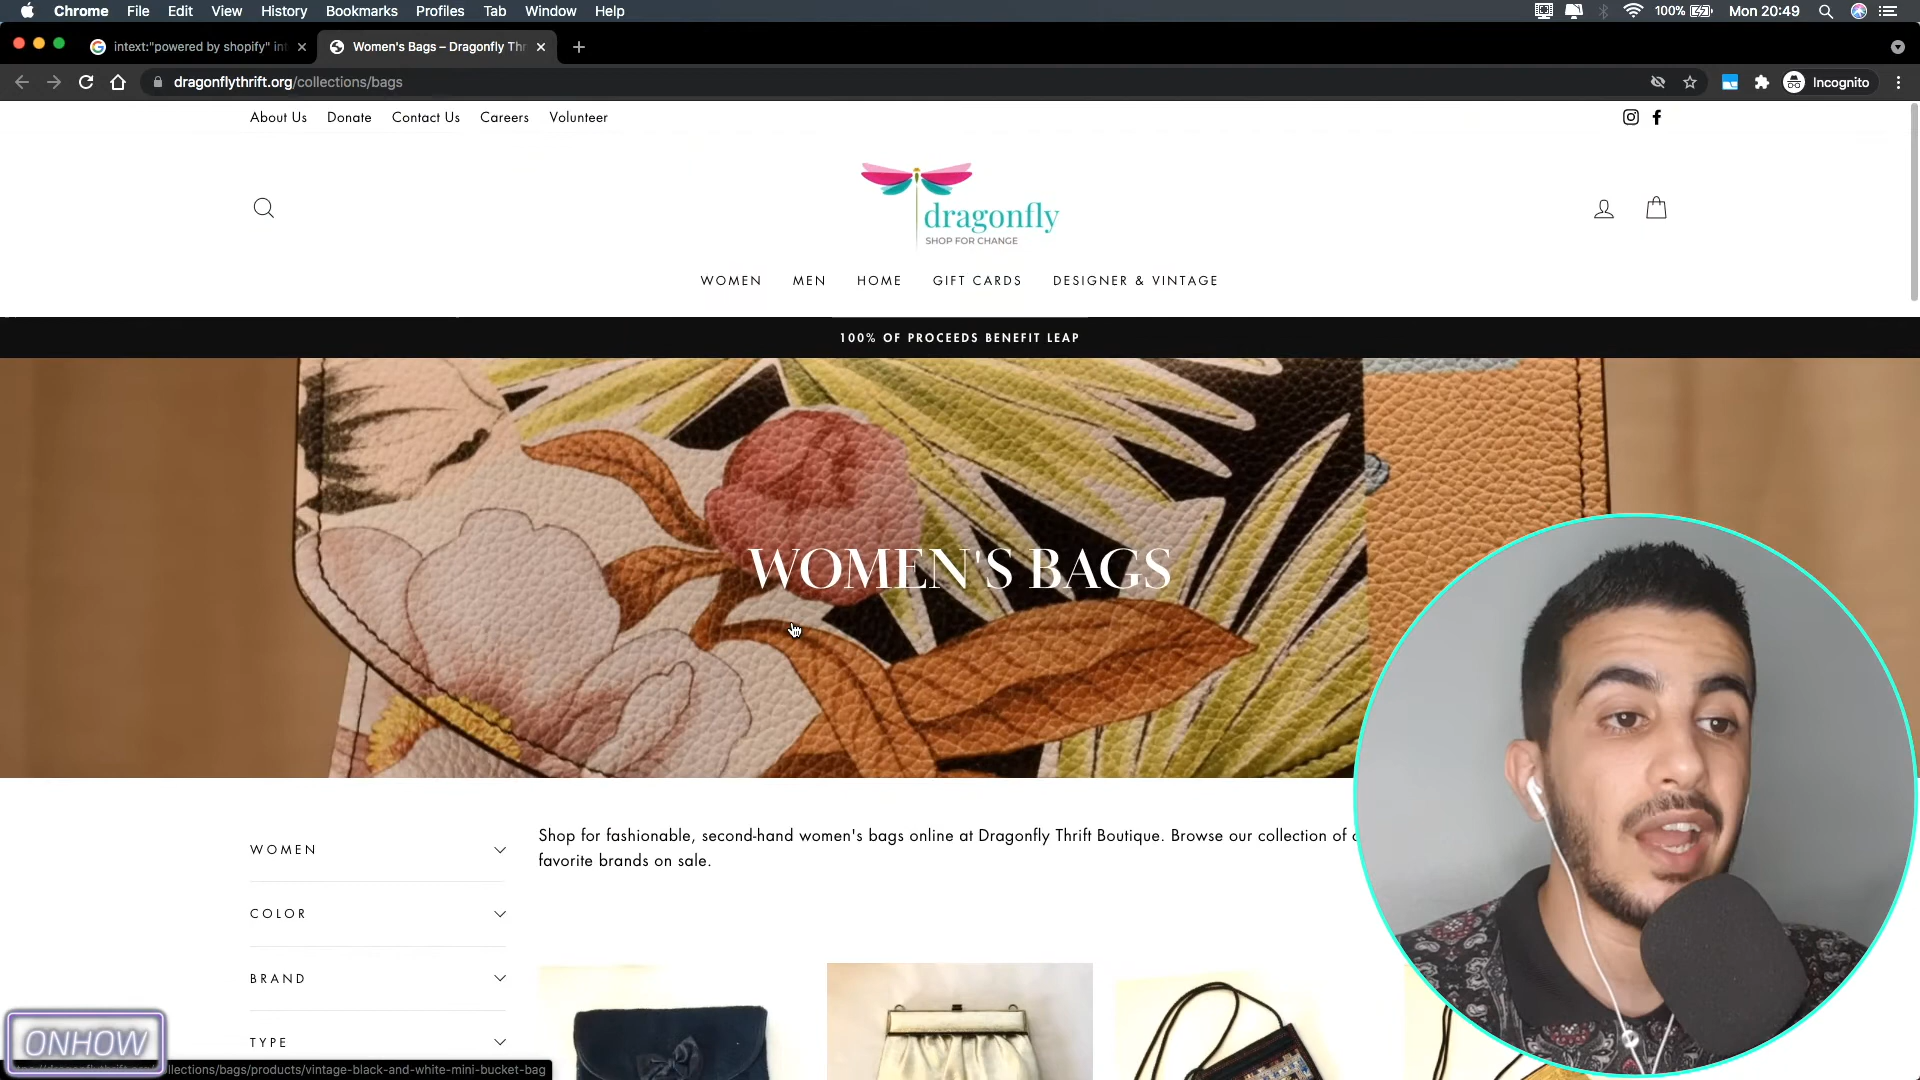 Chrome File Edit View History Bookmarks Profiles Tab Window Help 100% Mon 20:49
intext:"powered by shopify" int
Women's Bags – Dragonfly Thr
dragonflythrift.org/collections/bags
Incognito
About Us Donate Contact Us Careers Volunteer
dragonfly
SHOP FOR CHANGE
WOMEN MEN HOME GIFT CARDS DESIGNER & VINTAGE
100% OF PROCEEDS BENEFIT LEAP
WOMEN'S BAGS
WOMEN
COLOR
BRAND
TYPE
Shop for fashionable, second-hand women's bags online at Dragonfly Thrift Boutique. Browse our collection of
favorite brands on sale.
ONHOW
llections/bags/products/vintage-black-and-white-mini-bucket-bag